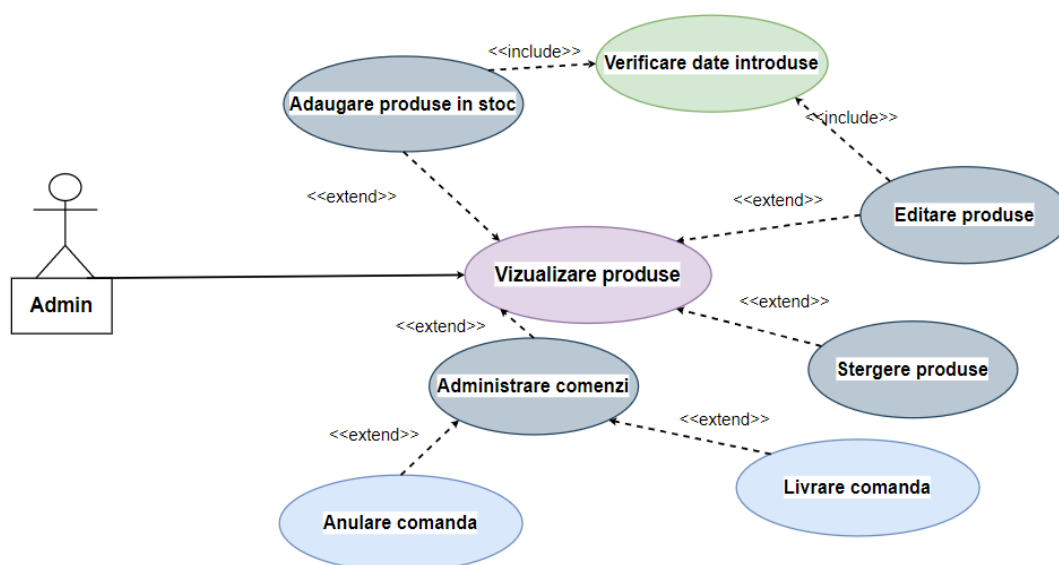 <<include>>
Verificare date introduse
Adaugare produse in stoc
<<include>>
<<extend>>
<<extend>>
Editare produse
Vizualizare produse
Admin
<<extend>>
<<extend>>
Stergere produse
Administrare comenzi
<<extend>>
<<extend>>
Livrare comanda
Anulare comanda